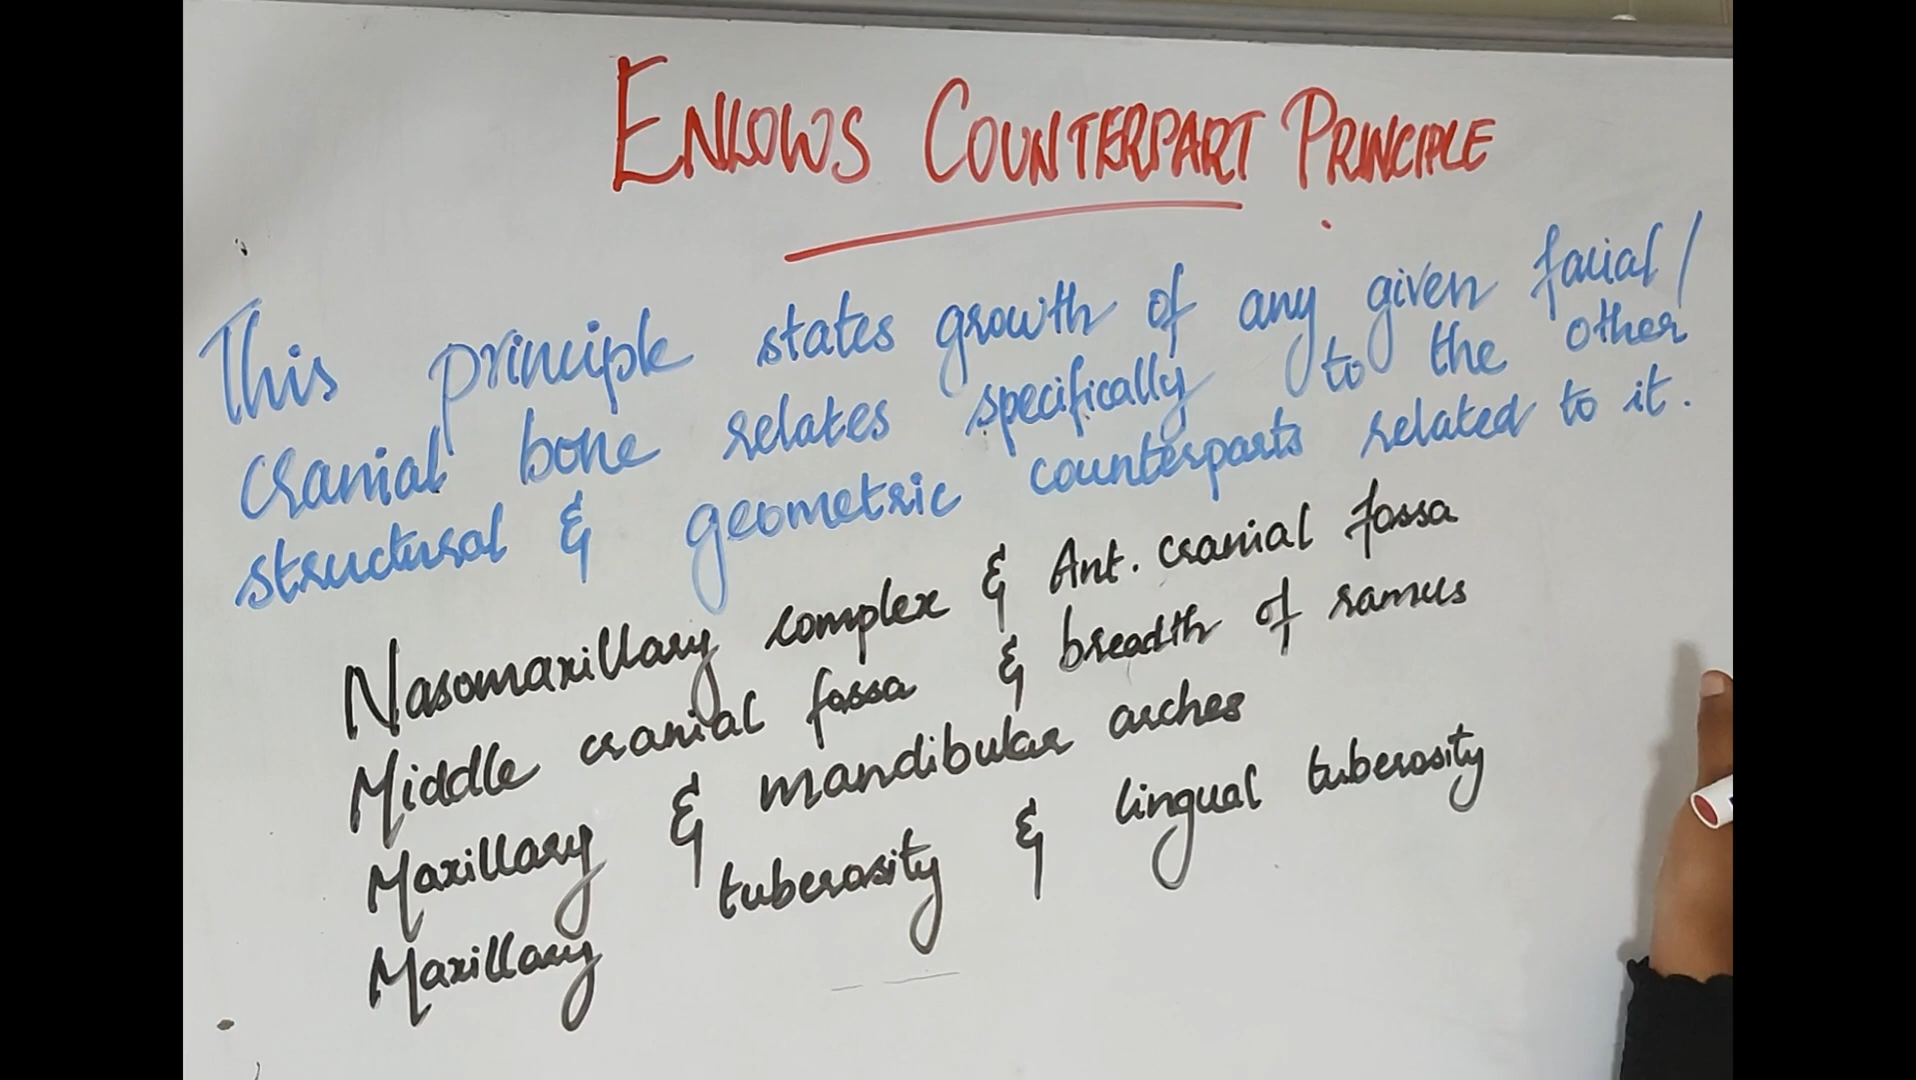 ENLOWS COUNTERPART PRINCIPLE
This principle states growth of any given facial/
cranial bone relates specifically to the other
structural & geometric counterparts related to it.
Nasomaxillary complex & Ant. cranial fossa
Middle cranial fossa & breadth of ramus
Maxillary & mandibular arches
Maxillary tuberosity & lingual tuberosity